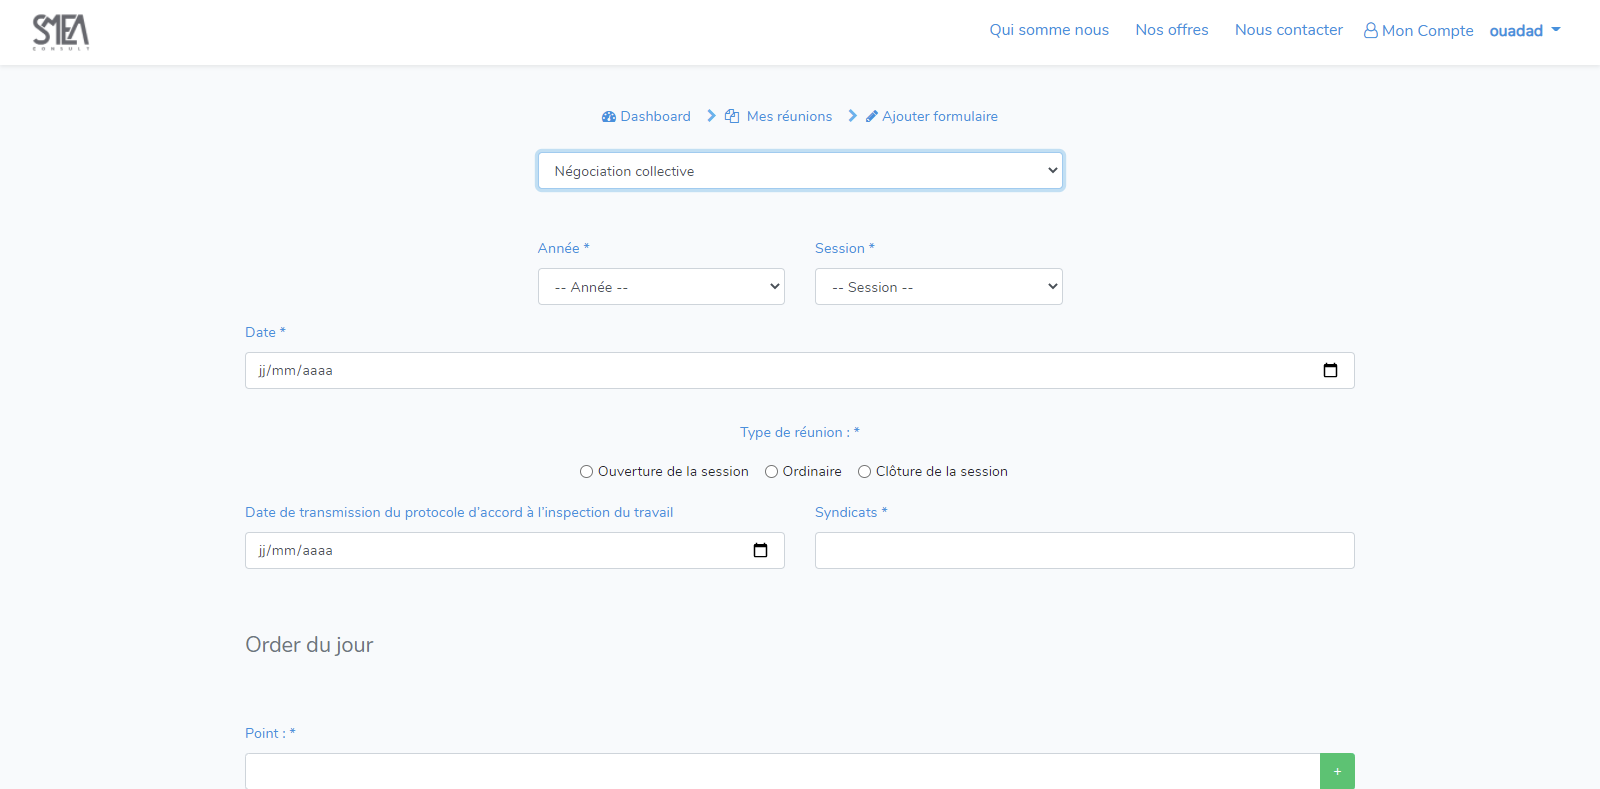 SMEA
CONSULT
Qui somme nous Nos offres Nous contacter Mon Compte ouadad
Dashboard Mes réunions Ajouter formulaire
Négociation collective
Année * Session *
-- Année -- -- Session --
Date *
jj/mm/aaaa
Type de réunion : *
Ouverture de la session Ordinaire Clôture de la session
Date de transmission du protocole d'accord à l'inspection du travail Syndicats *
jj/mm/aaaa
Order du jour
Point : *
+